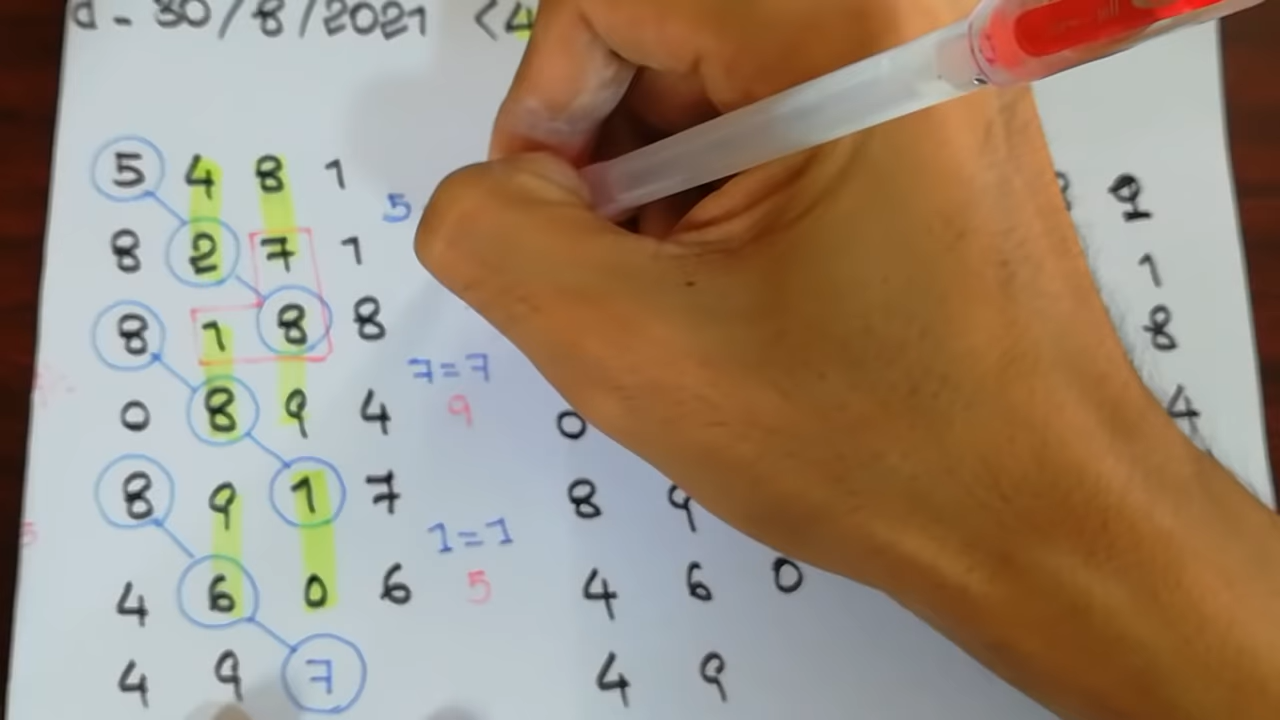 d - 30/8/2021 <4
5 4 8 1
5
8 2 7 1
1
8 1 8 8
8
7=7
0 8 9 4 9 0
4
8 9 1 7 8 9
1=1
4 6 0 6 5 4 6 0
4 9 7 4 9